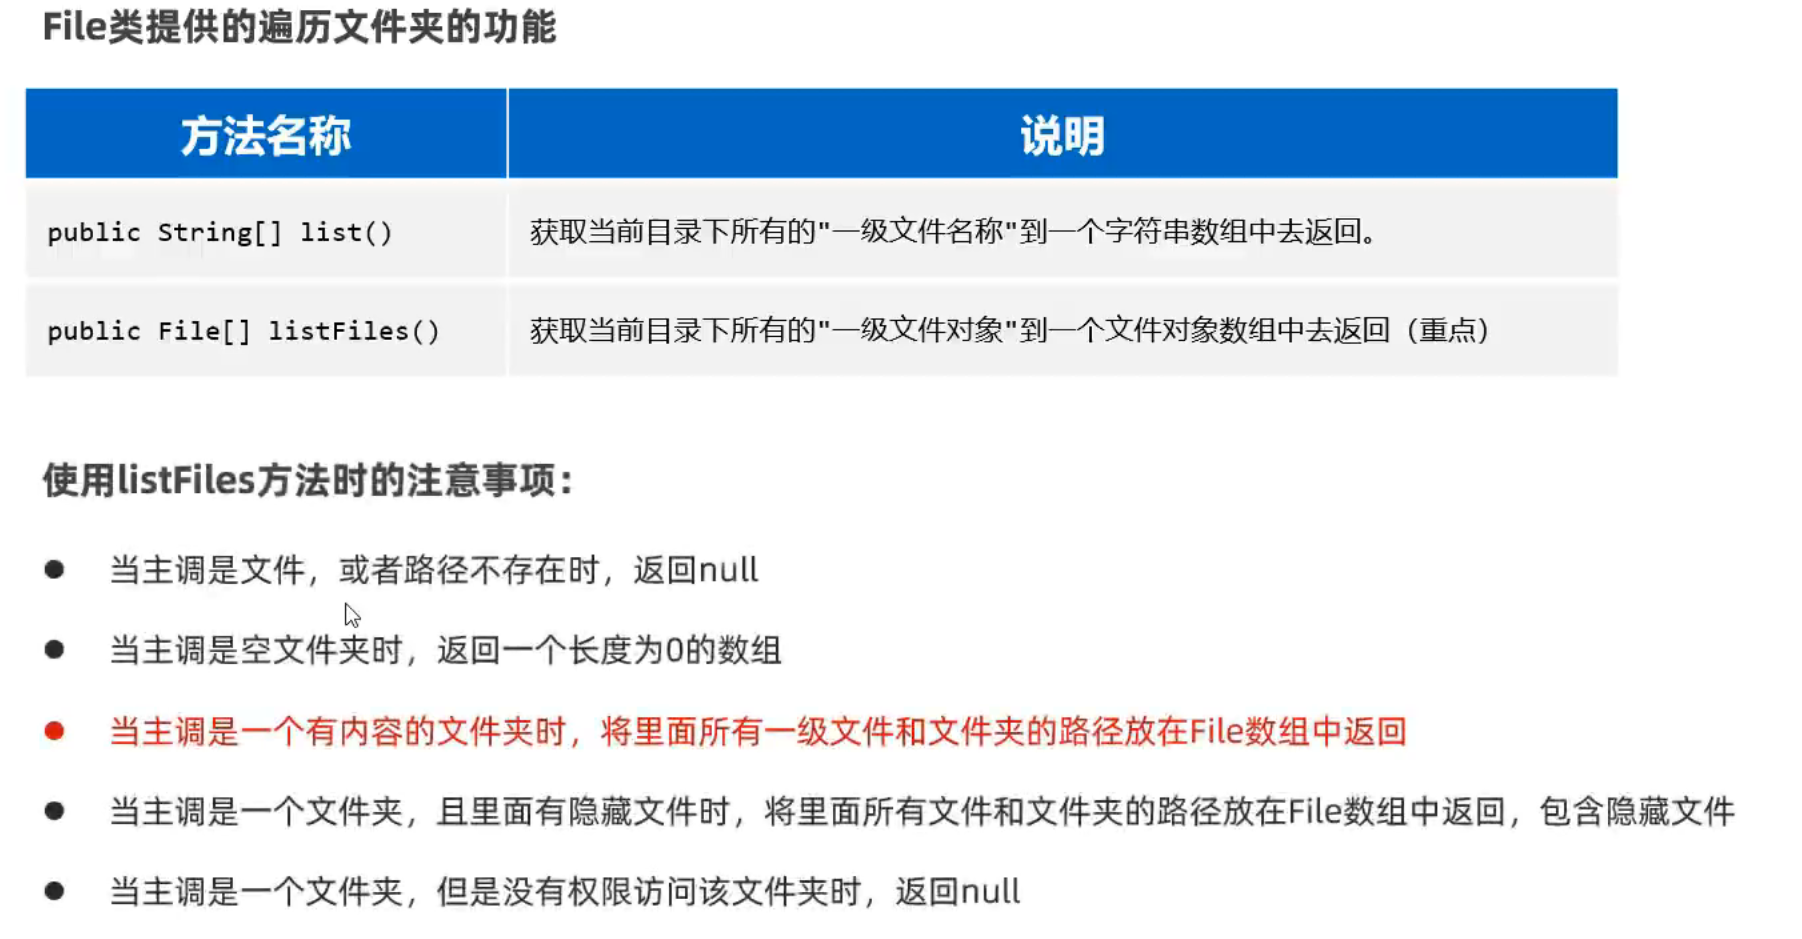 File类提供的遍历文件夹的功能
方法名称 说明
public String[] list() 获取当前目录下所有的"一级文件名称"到一个字符串数组中去返回。
public File[] listFiles() 获取当前目录下所有的"一级文件对象"到一个文件对象数组中去返回（重点）
使用listFiles方法时的注意事项：
当主调是文件，或者路径不存在时，返回null
当主调是空文件夹时，返回一个长度为0的数组
当主调是一个有内容的文件夹时，将里面所有一级文件和文件夹的路径放在File数组中返回
当主调是一个文件夹，且里面有隐藏文件时，将里面所有文件和文件夹的路径放在File数组中返回，包含隐藏文件
当主调是一个文件夹，但是没有权限访问该文件夹时，返回null